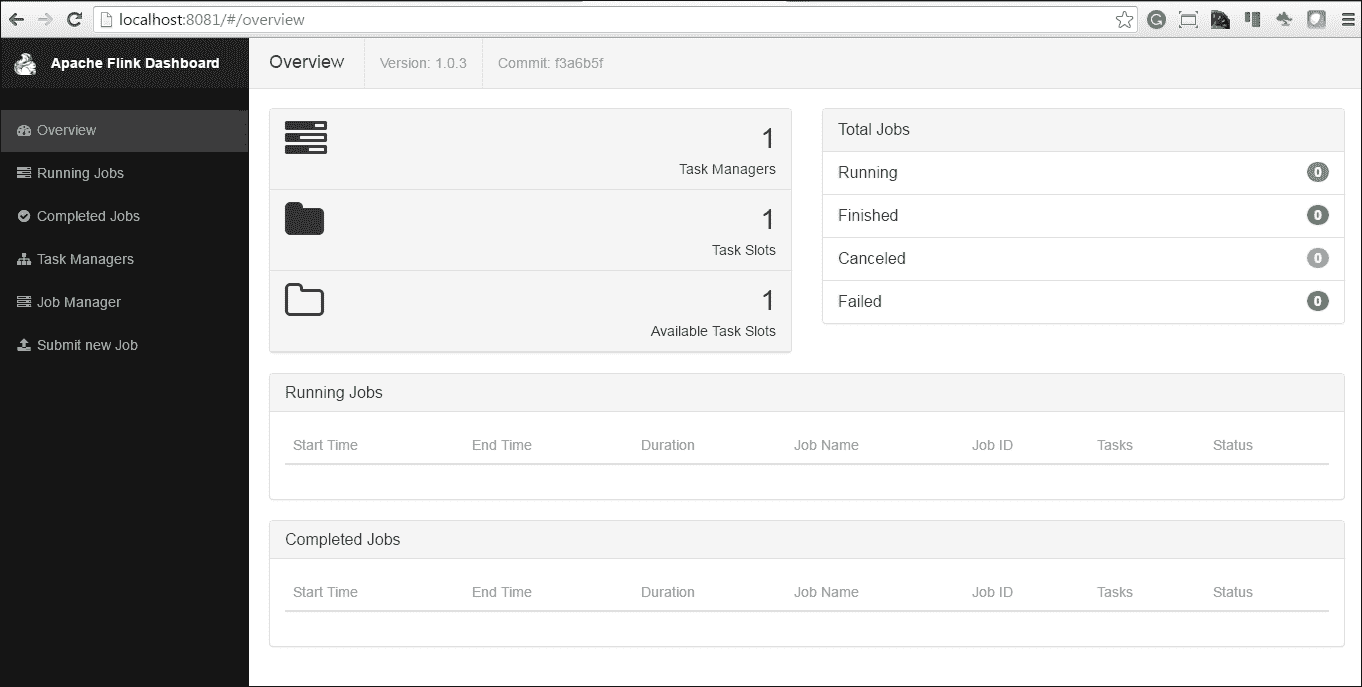 localhost:8081/#/overview
Apache Flink Dashboard
Overview
Running Jobs
Completed Jobs
Task Managers
Job Manager
Submit new Job
Overview
Version: 1.0.3
Commit: f3a6b5f
1
Task Managers
1
Task Slots
1
Available Task Slots
Total Jobs
Running 0
Finished 0
Canceled 0
Failed 0
Running Jobs
Start Time End Time Duration Job Name Job ID Tasks Status
Completed Jobs
Start Time End Time Duration Job Name Job ID Tasks Status